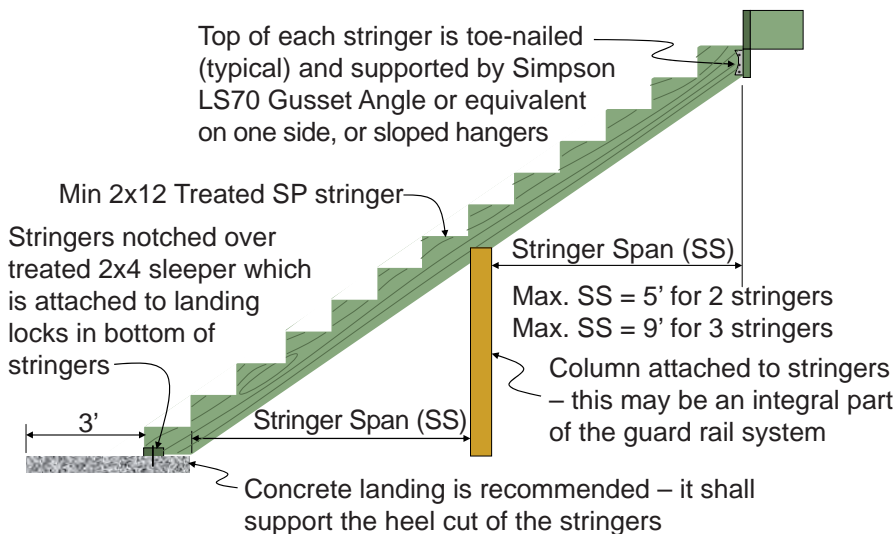 Top of each stringer is toe-nailed
(typical) and supported by Simpson
LS70 Gusset Angle or equivalent
on one side, or sloped hangers
Min 2x12 Treated SP stringer
Stringers notched over
treated 2x4 sleeper which
is attached to landing
locks in bottom of
stringers
Stringer Span (SS)
Max. SS = 5’ for 2 stringers
Max. SS = 9’ for 3 stringers
Column attached to stringers
– this may be an integral part
of the guard rail system
3’
Stringer Span (SS)
Concrete landing is recommended – it shall
support the heel cut of the stringers